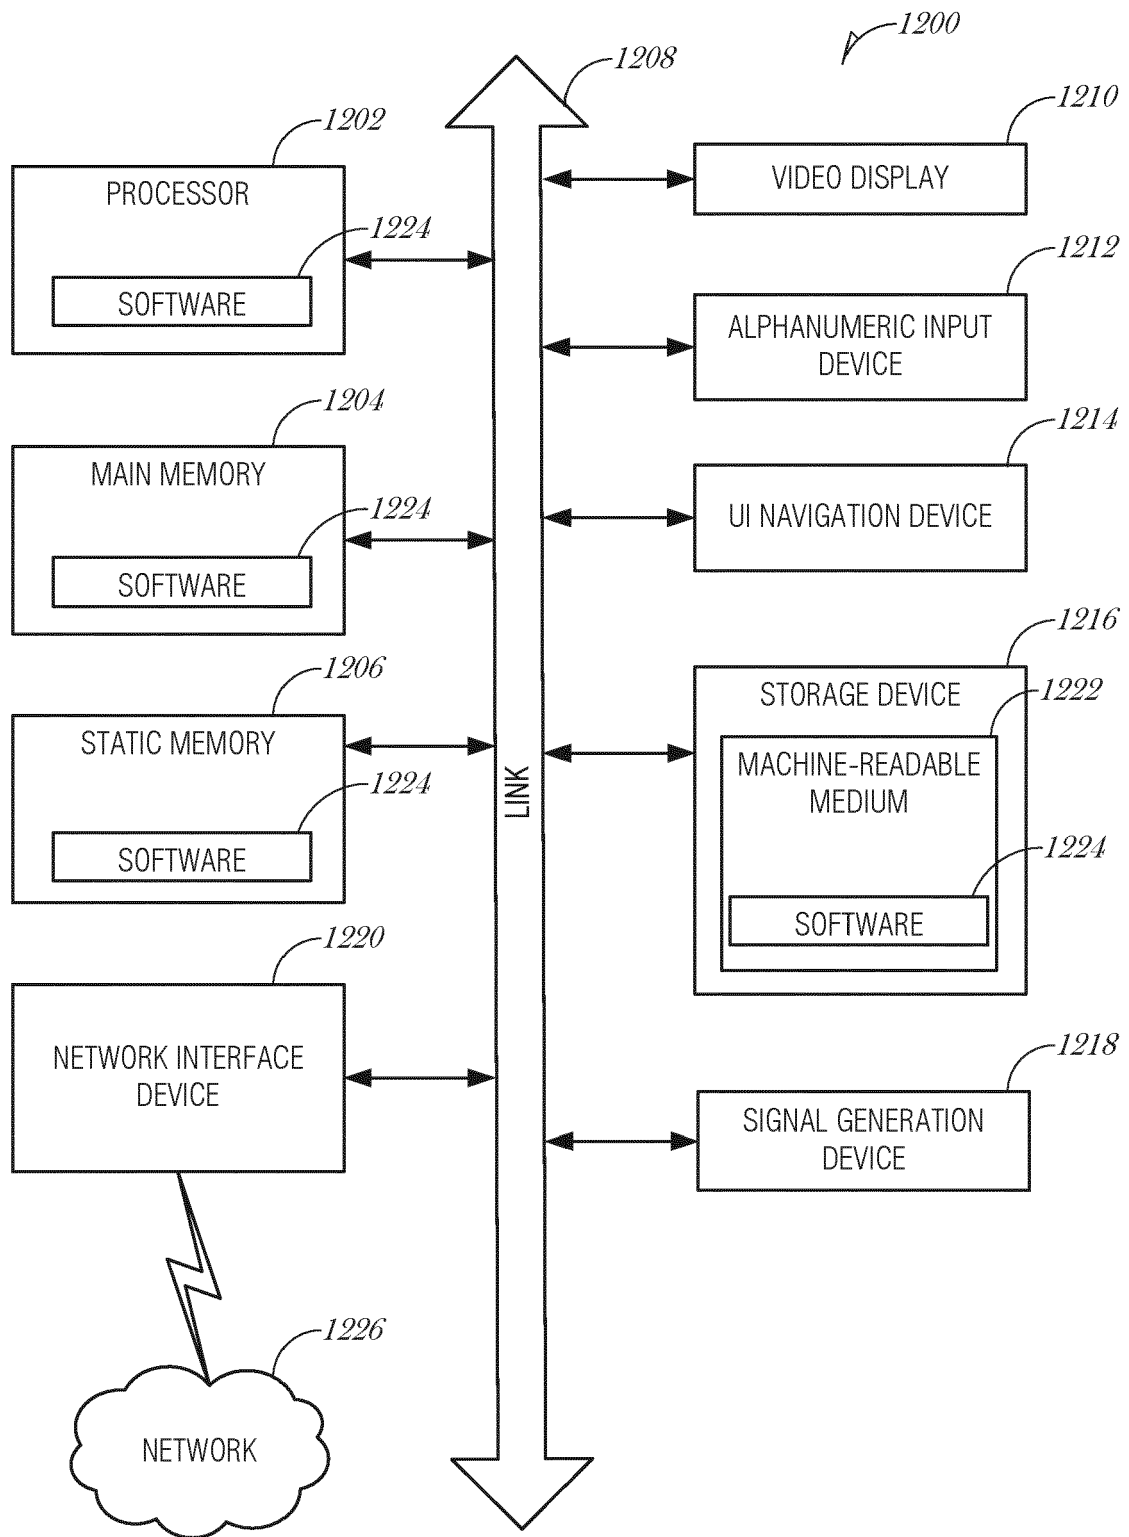 1200
1208
1202
PROCESSOR
1224
SOFTWARE
1204
MAIN MEMORY
1224
SOFTWARE
1206
STATIC MEMORY
1224
SOFTWARE
1220
NETWORK INTERFACE
DEVICE
1226
NETWORK
LINK
1210
VIDEO DISPLAY
1212
ALPHANUMERIC INPUT
DEVICE
1214
UI NAVIGATION DEVICE
1216
STORAGE DEVICE
1222
MACHINE-READABLE
MEDIUM
1224
SOFTWARE
1218
SIGNAL GENERATION
DEVICE